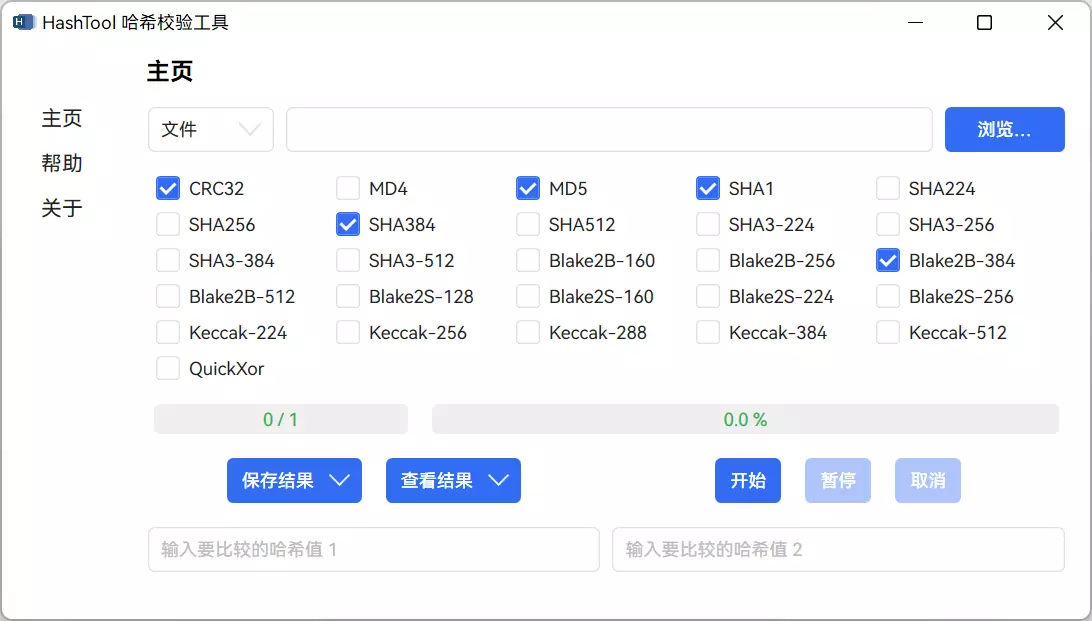 HashTool 哈希校验工具
主页
主页
帮助
关于
文件
浏览...
CRC32 MD4 MD5 SHA1 SHA224
SHA256 SHA384 SHA512 SHA3-224 SHA3-256
SHA3-384 SHA3-512 Blake2B-160 Blake2B-256 Blake2B-384
Blake2B-512 Blake2S-128 Blake2S-160 Blake2S-224 Blake2S-256
Keccak-224 Keccak-256 Keccak-288 Keccak-384 Keccak-512
QuickXor
0 / 1 0.0 %
保存结果 查看结果 开始 暂停 取消
输入要比较的哈希值 1 输入要比较的哈希值 2